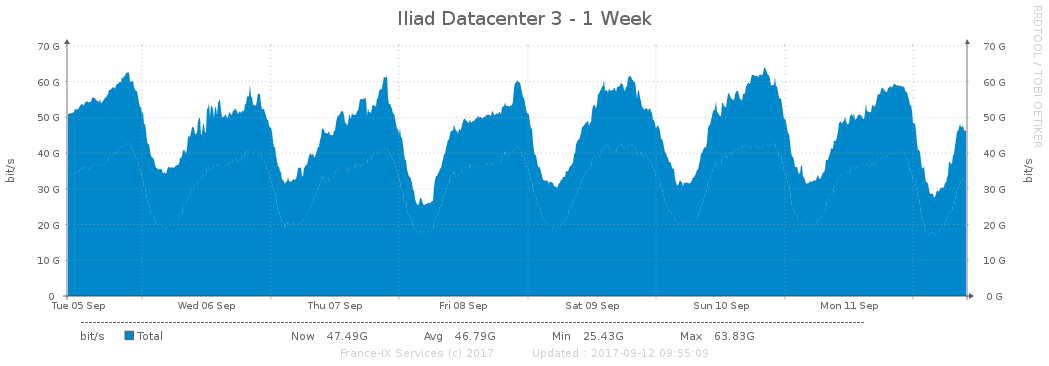 Iliad Datacenter 3 - 1 Week
RRDTOOL / TOBI OETIKER
70 G 70 G
60 G 60 G
50 G 50 G
40 G 40 G
30 G 30 G
20 G 20 G
10 G 10 G
0 0 G
bit/s
bit/s
Tue 05 Sep Wed 06 Sep Thu 07 Sep Fri 08 Sep Sat 09 Sep Sun 10 Sep Mon 11 Sep
bit/s Total Now 47.49G Avg 46.79G Min 25.43G Max 63.83G
France-IX Services (c) 2017 Updated : 2017-09-12 09:55:09